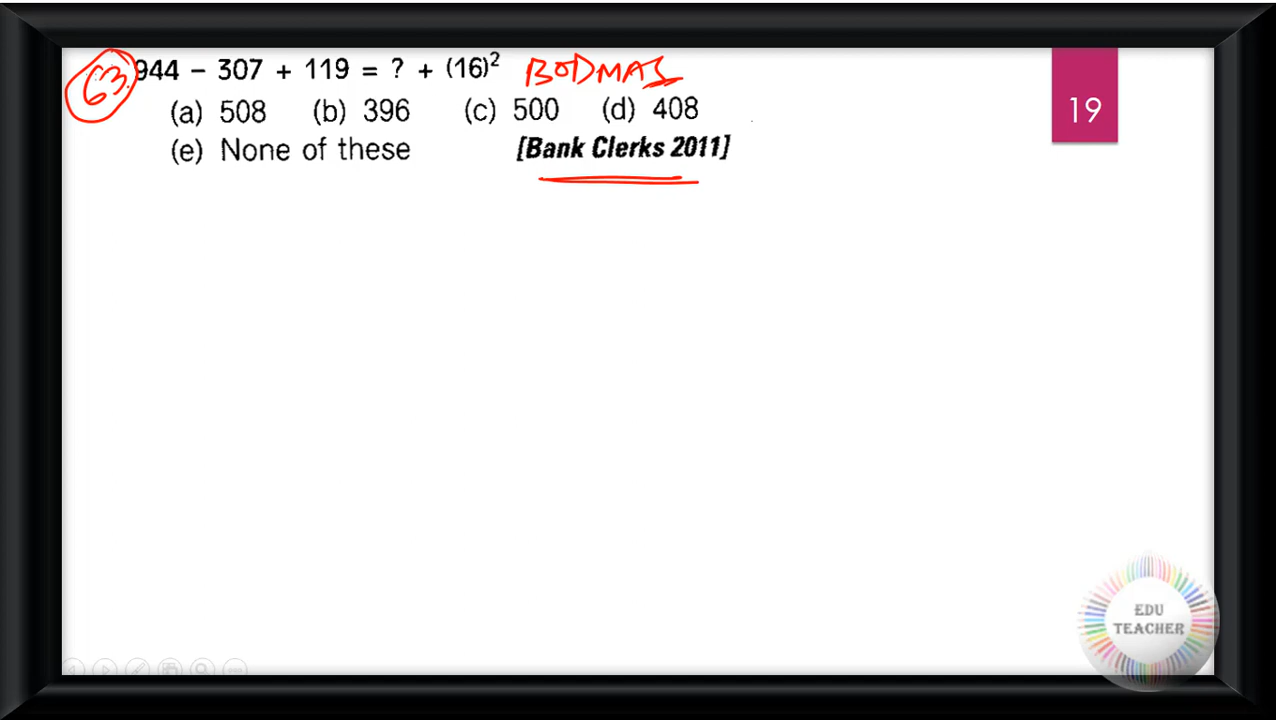 63 944 − 307 + 119 = ? + (16)² BODMAS
(a) 508 (b) 396 (c) 500 (d) 408
(e) None of these [Bank Clerks 2011]
19
EDU
TEACHER